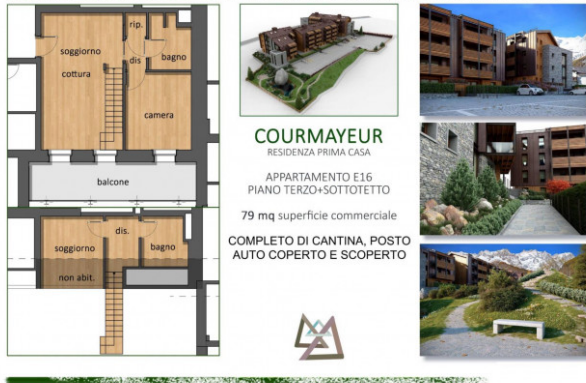 rip.
soggiorno
cottura
dis
bagno
camera
balcone
dis.
soggiorno
bagno
non abit.
COURMAYEUR
RESIDENZA PRIMA CASA
APPARTAMENTO E16
PIANO TERZO+SOTTOTETTO
79 mq superficie commerciale
COMPLETO DI CANTINA, POSTO
AUTO COPERTO E SCOPERTO